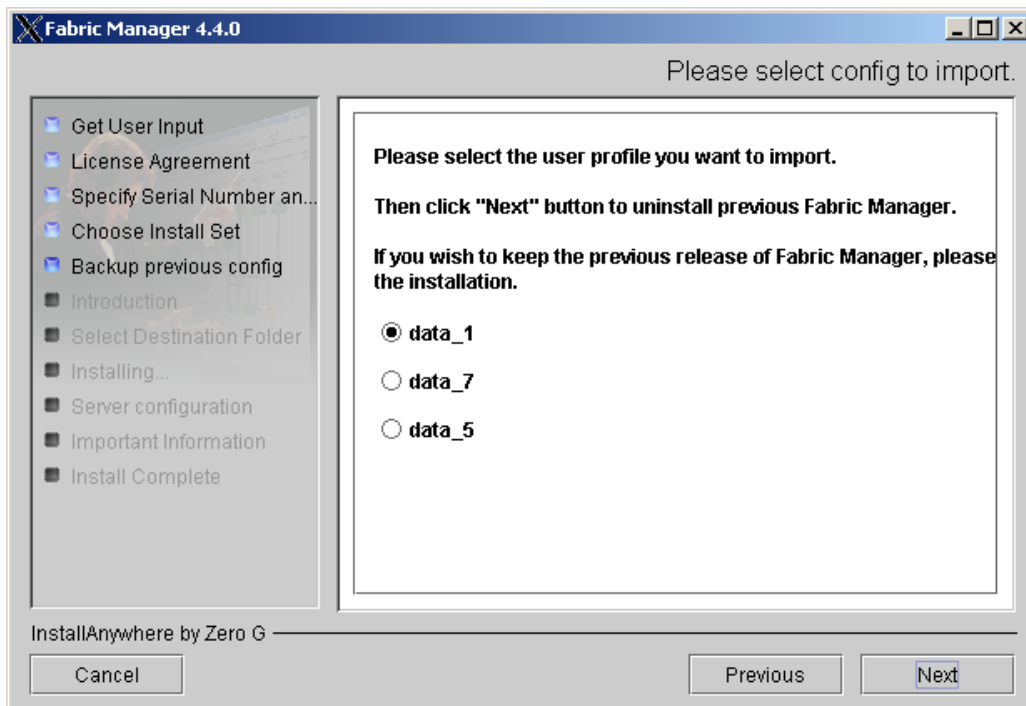 Fabric Manager 4.4.0
Please select config to import.
Get User Input
License Agreement
Specify Serial Number an...
Choose Install Set
Backup previous config
Introduction
Select Destination Folder
Installing...
Server configuration
Important Information
Install Complete
Please select the user profile you want to import.
Then click "Next" button to uninstall previous Fabric Manager.
If you wish to keep the previous release of Fabric Manager, please
the installation.
data_1
data_7
data_5
InstallAnywhere by Zero G
Cancel
Previous
Next